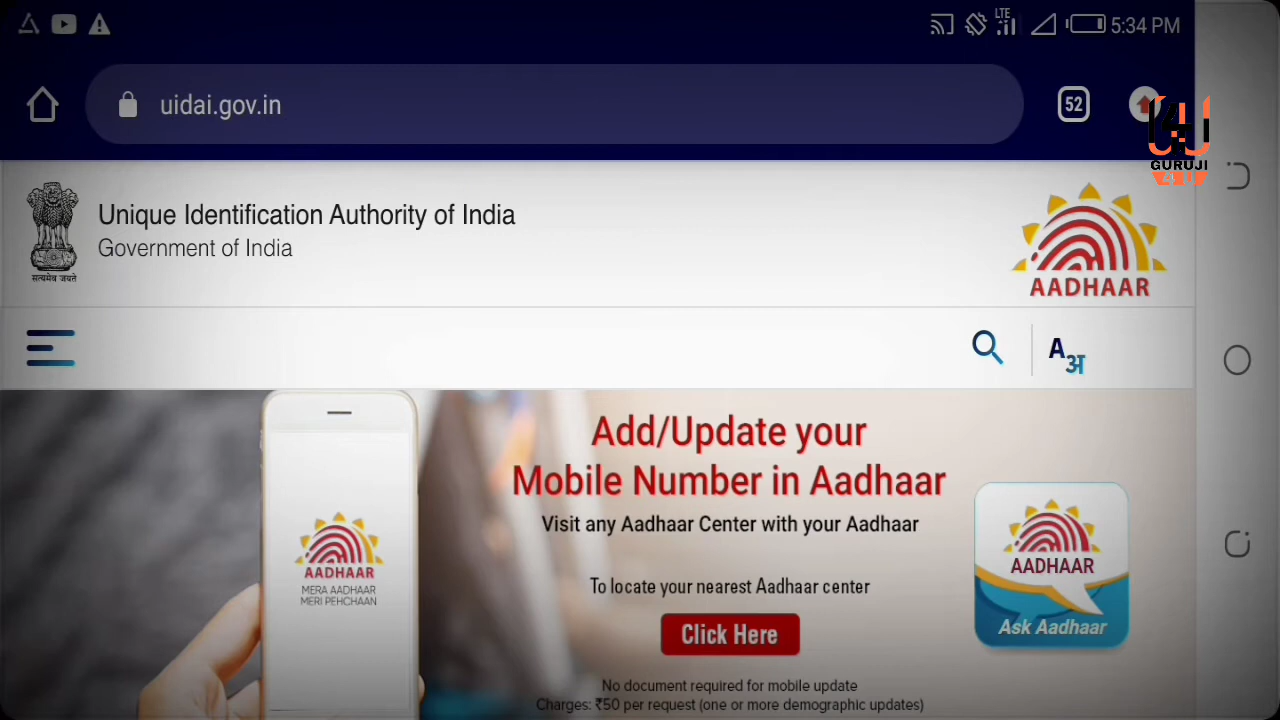 LTE
5:34 PM
uidai.gov.in
52
4U
GURUJI
4U
Unique Identification Authority of India
Government of India
सत्यमेव जयते
AADHAAR
A अ
Add/Update your
Mobile Number in Aadhaar
Visit any Aadhaar Center with your Aadhaar
AADHAAR
MERA AADHAAR
MERI PEHCHAAN
AADHAAR
Ask Aadhaar
To locate your nearest Aadhaar center
Click Here
No document required for mobile update
Charges: ₹50 per request (one or more demographic updates)